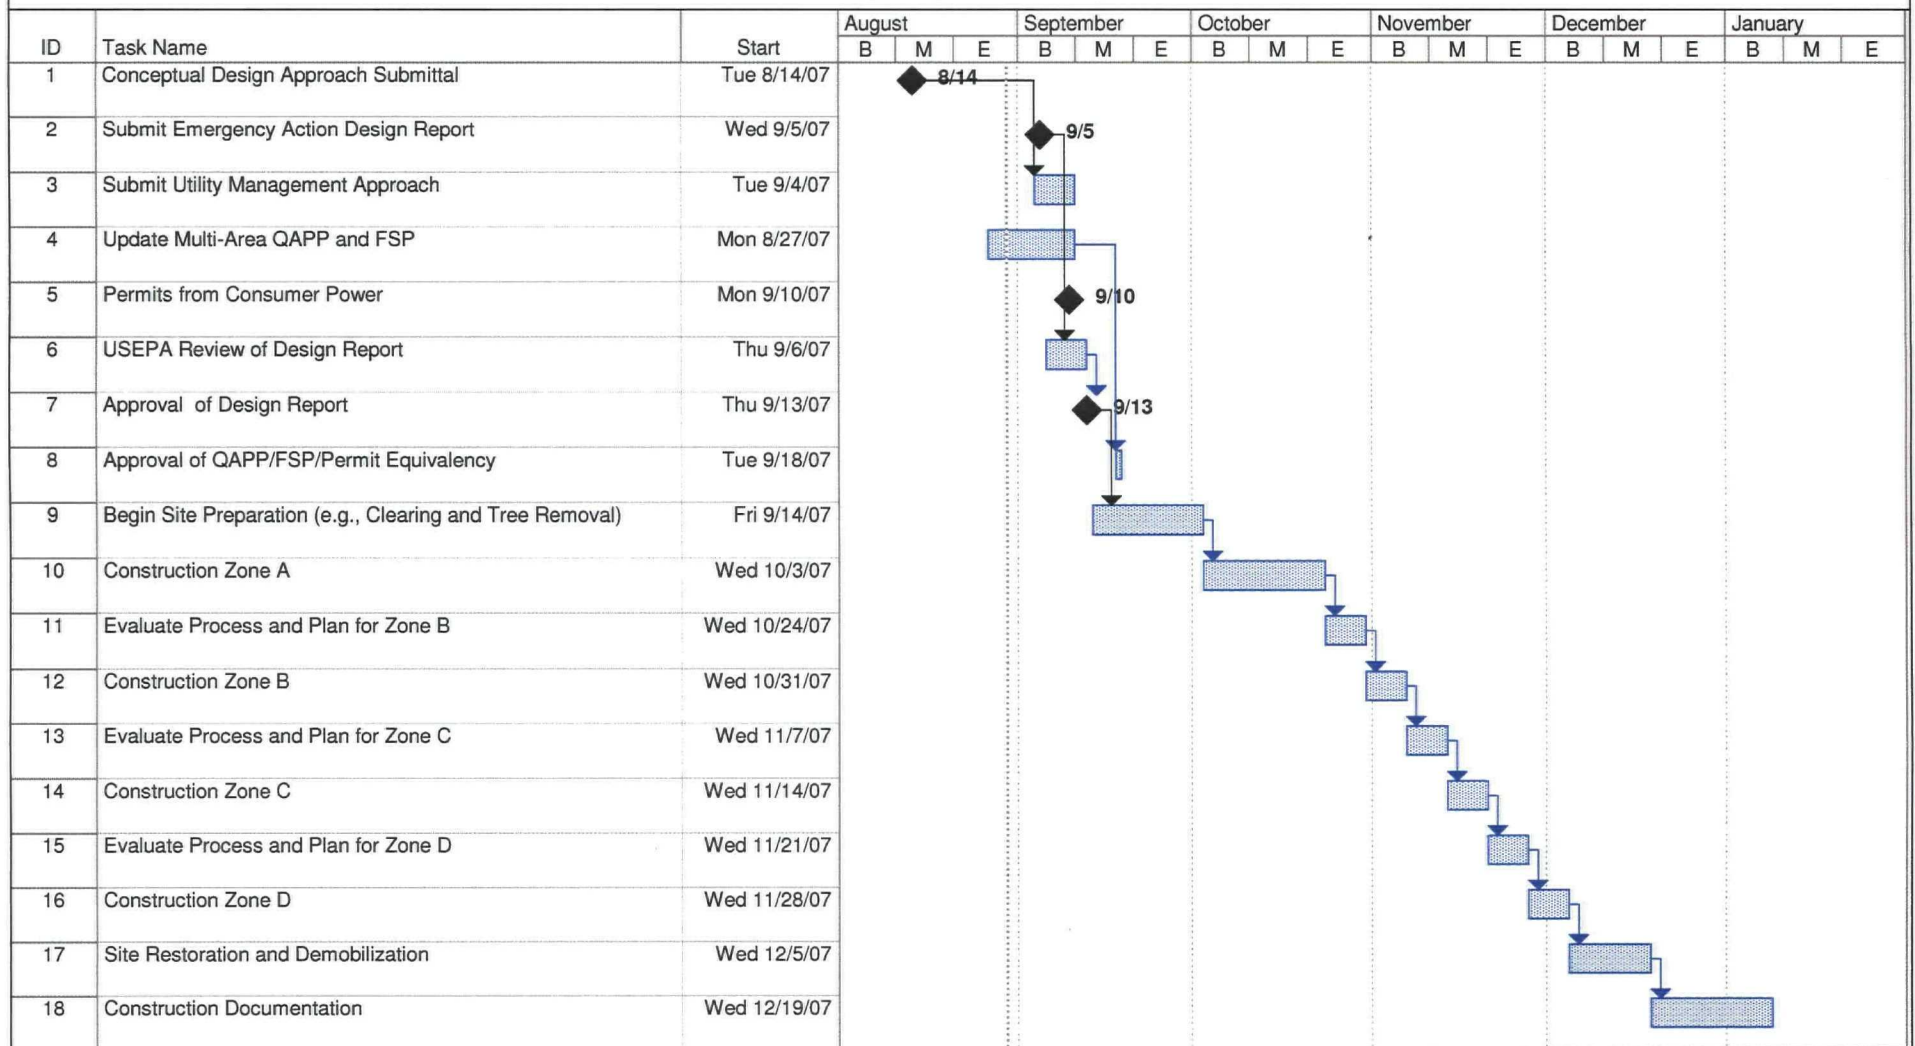 August September October November December January
ID Task Name Start B M E B M E B M E B M E B M E B M E
1 Conceptual Design Approach Submittal Tue 8/14/07 8/14
2 Submit Emergency Action Design Report Wed 9/5/07 9/5
3 Submit Utility Management Approach Tue 9/4/07
4 Update Multi-Area QAPP and FSP Mon 8/27/07
5 Permits from Consumer Power Mon 9/10/07 9/10
6 USEPA Review of Design Report Thu 9/6/07
7 Approval of Design Report Thu 9/13/07 9/13
8 Approval of QAPP/FSP/Permit Equivalency Tue 9/18/07
9 Begin Site Preparation (e.g., Clearing and Tree Removal) Fri 9/14/07
10 Construction Zone A Wed 10/3/07
11 Evaluate Process and Plan for Zone B Wed 10/24/07
12 Construction Zone B Wed 10/31/07
13 Evaluate Process and Plan for Zone C Wed 11/7/07
14 Construction Zone C Wed 11/14/07
15 Evaluate Process and Plan for Zone D Wed 11/21/07
16 Construction Zone D Wed 11/28/07
17 Site Restoration and Demobilization Wed 12/5/07
18 Construction Documentation Wed 12/19/07